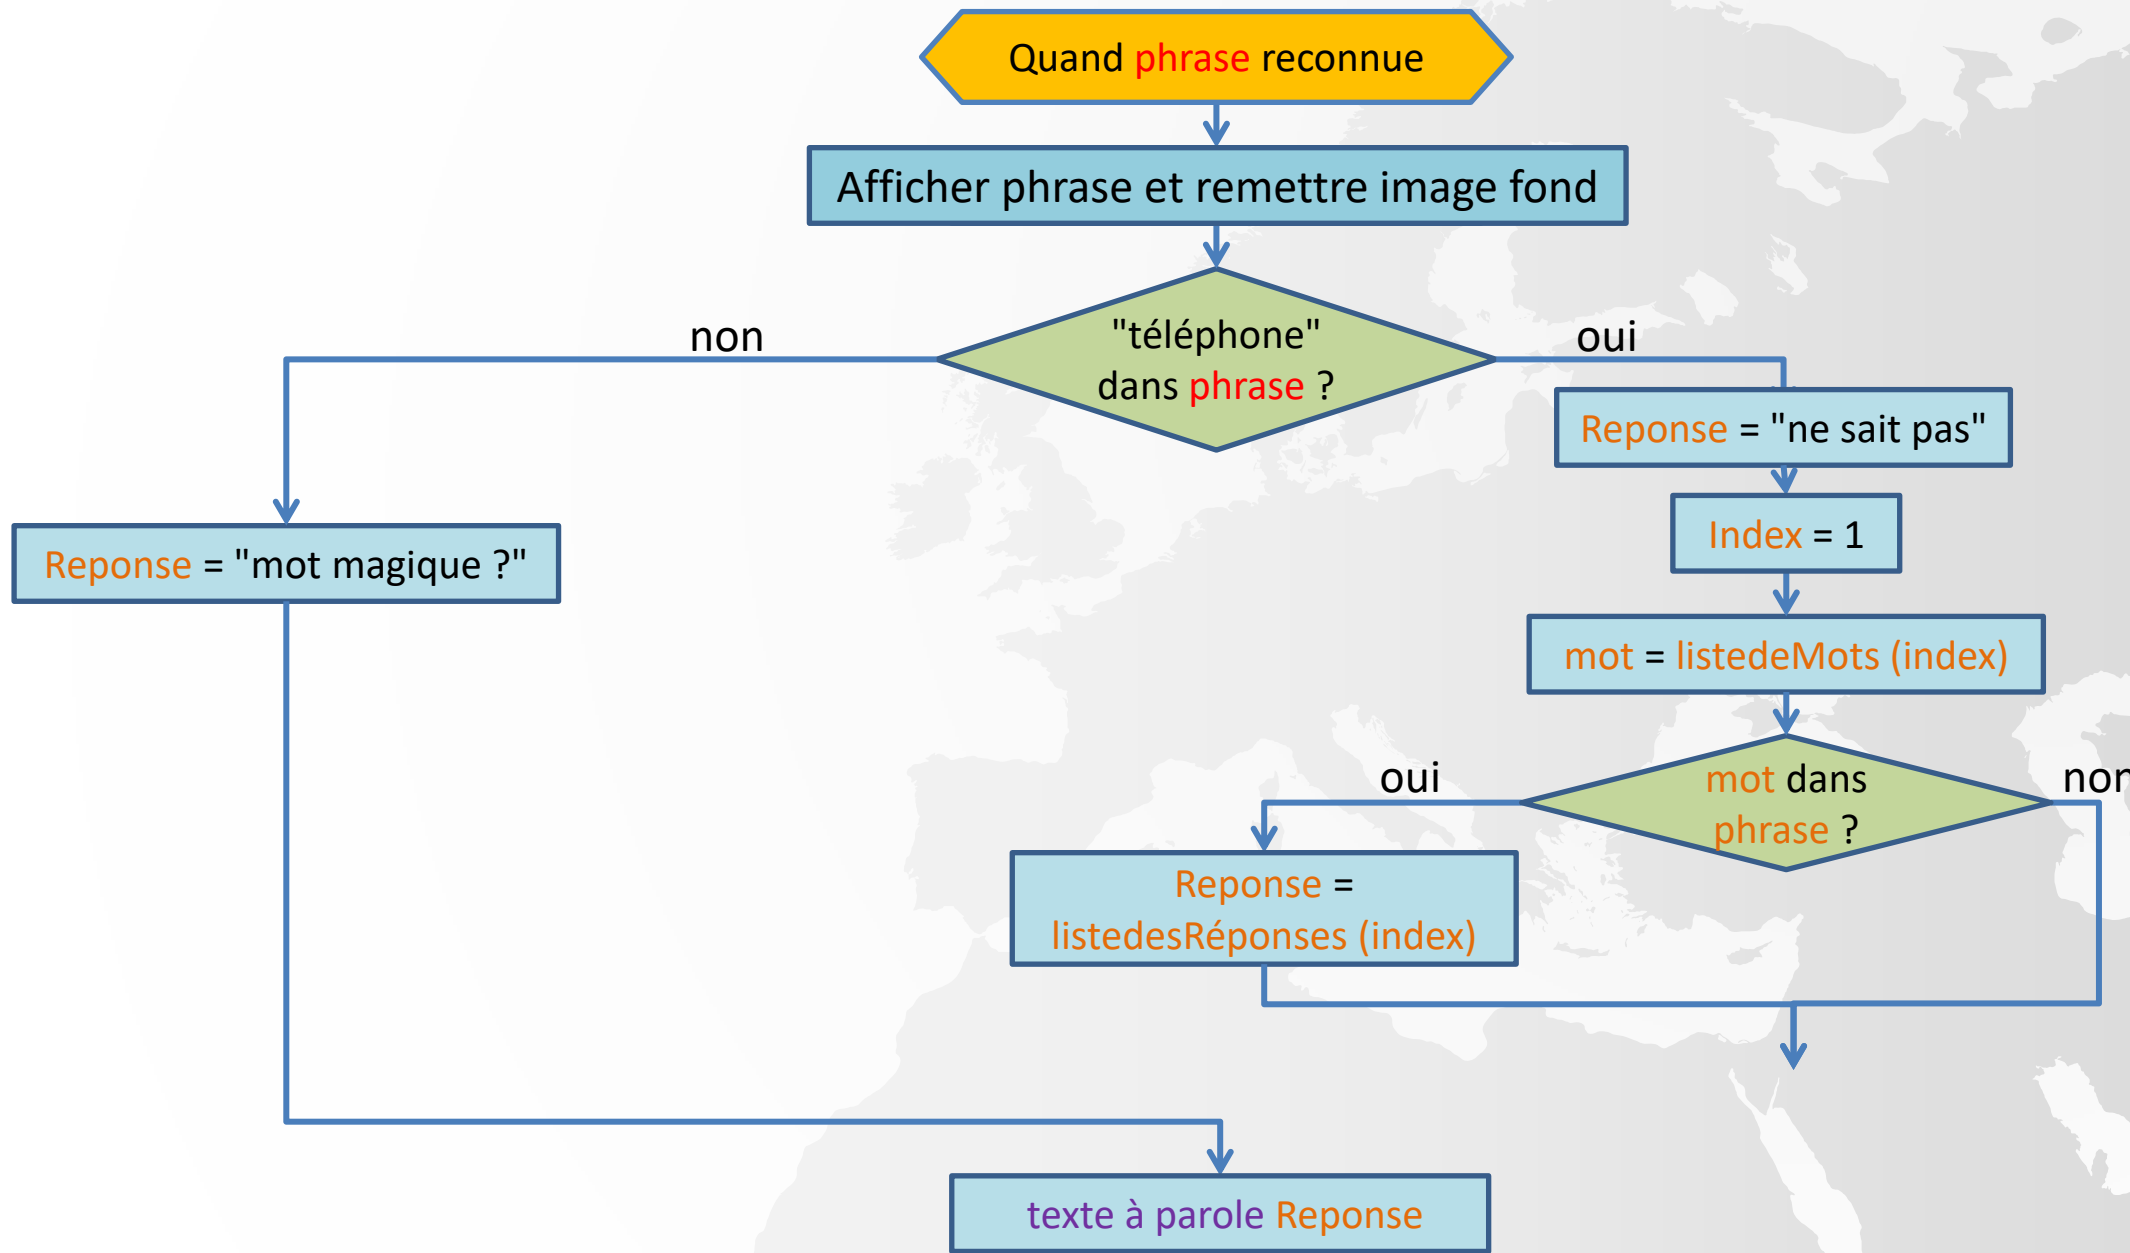 Quand phrase reconnue
Afficher phrase et remettre image fond
non
"téléphone"
dans phrase ?
oui
Reponse = "ne sait pas"
Index = 1
Reponse = "mot magique ?"
mot = listedeMots (index)
oui
mot dans
phrase ?
non
Reponse =
listedesRéponses (index)
texte à parole Reponse